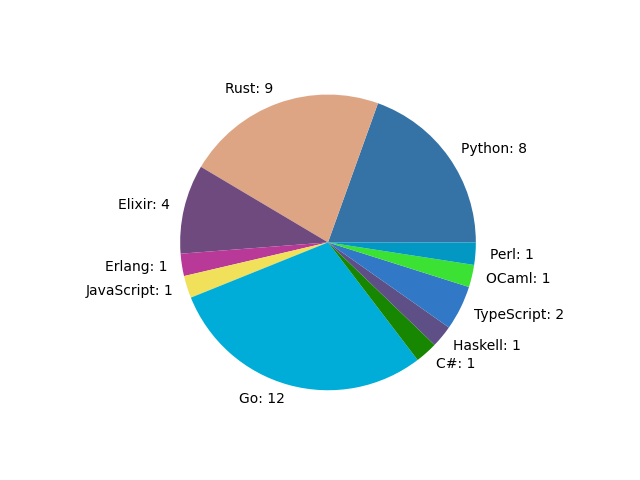 Rust: 9
Python: 8
Elixir: 4
Perl: 1
Erlang: 1
OCaml: 1
JavaScript: 1
TypeScript: 2
Haskell: 1
C#: 1
Go: 12